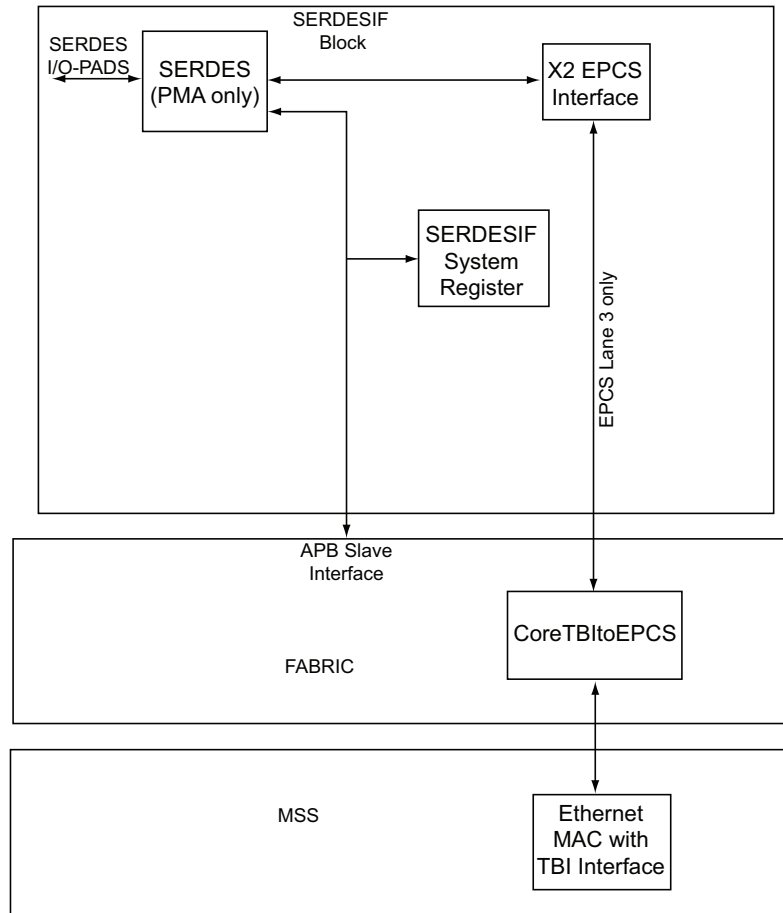 SERDESIF
Block
SERDES
I/O-PADS
SERDES
(PMA only)
X2 EPCS
Interface
SERDESIF
System
Register
EPCS Lane 3 only
APB Slave
Interface
CoreTBItoEPCS
FABRIC
MSS
Ethernet
MAC with
TBI Interface